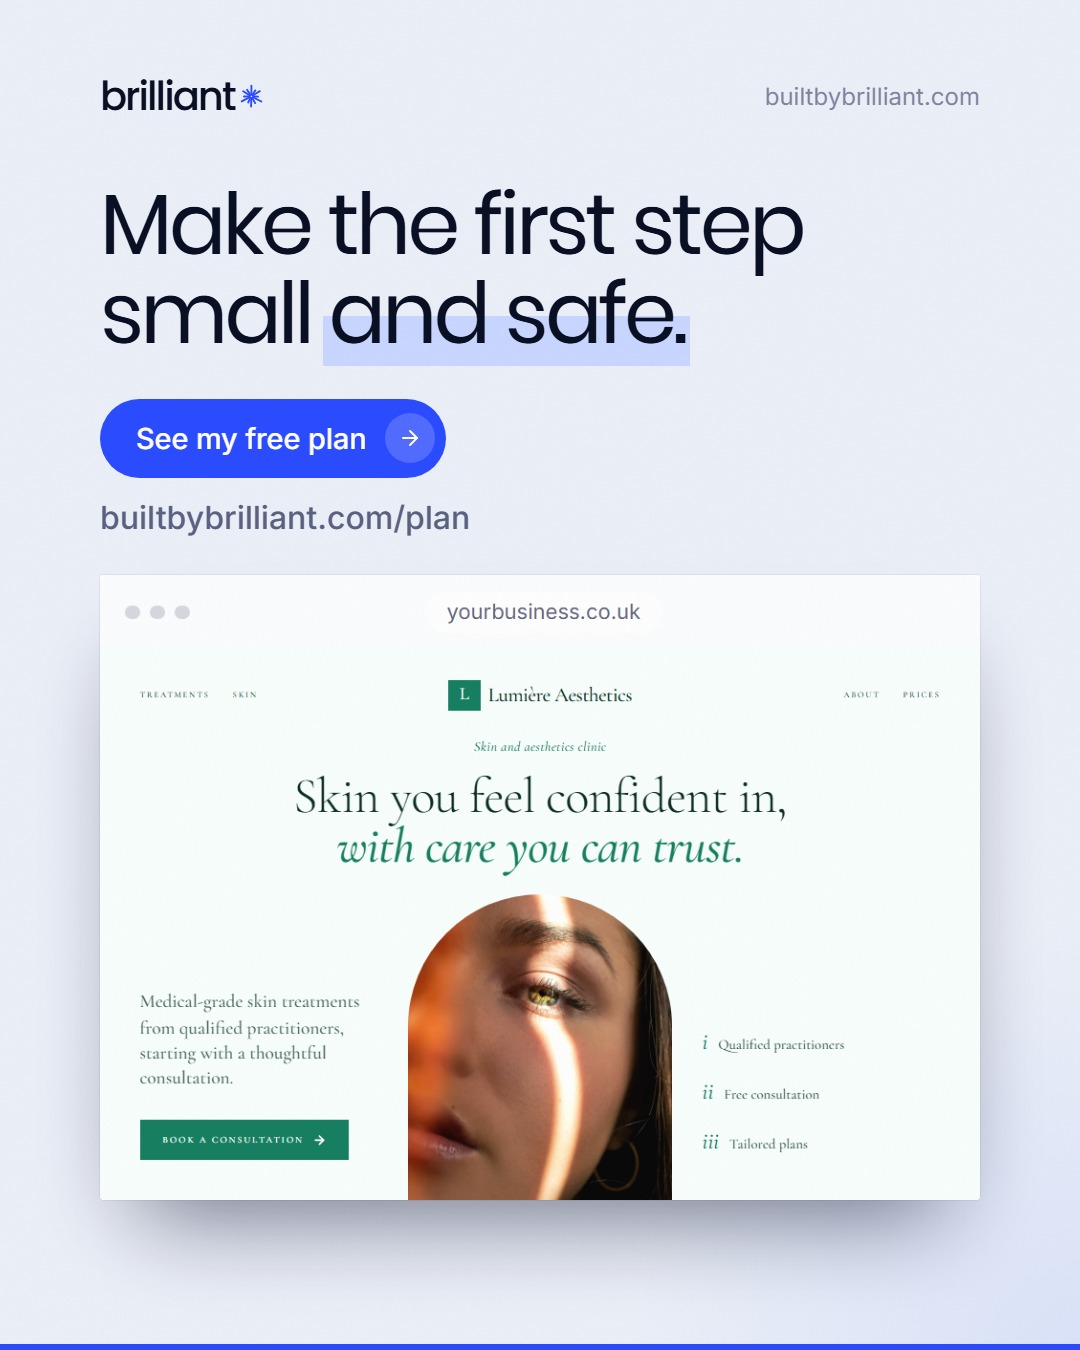 brilliant
builtbybrilliant.com
Make the first step
small and safe.
See my free plan
builtbybrilliant.com/plan
yourbusiness.co.uk
TREATMENTS SKIN
L Lumière Aesthetics
ABOUT PRICES
Skin and aesthetics clinic
Skin you feel confident in,
with care you can trust.
Medical-grade skin treatments
from qualified practitioners,
starting with a thoughtful
consultation.
BOOK A CONSULTATION
i Qualified practitioners
ii Free consultation
iii Tailored plans